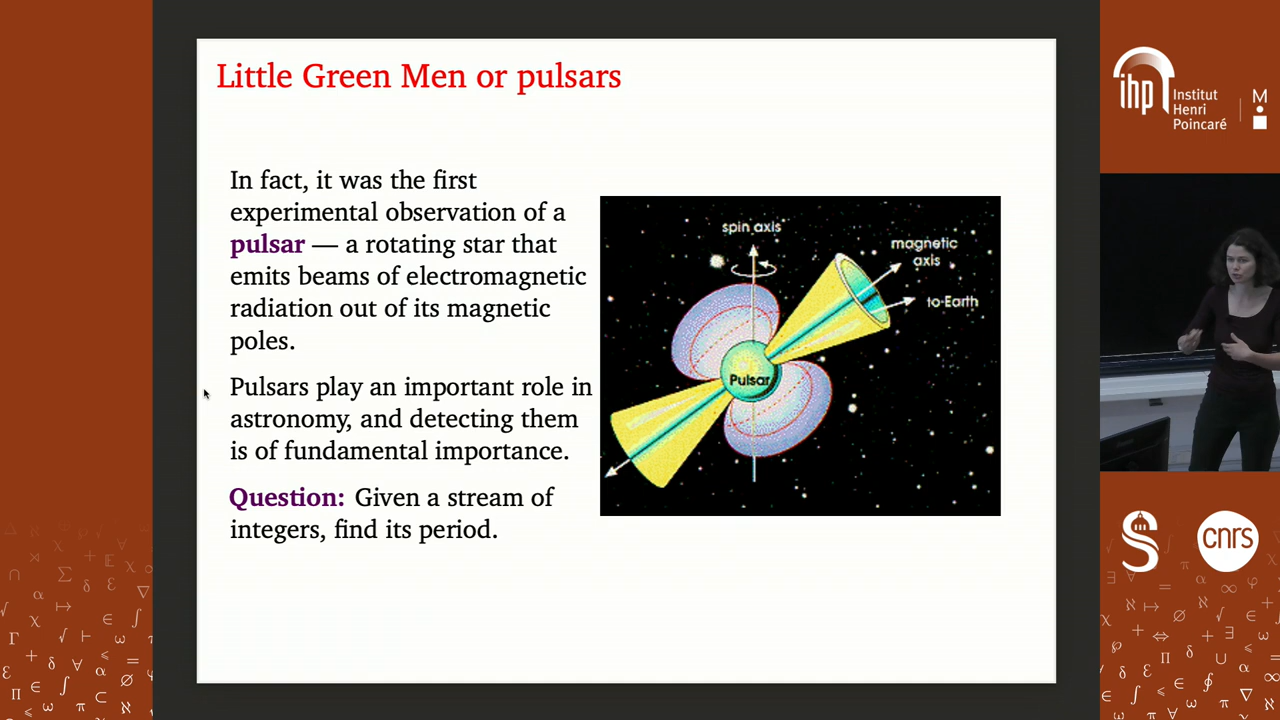 Little Green Men or pulsars
In fact, it was the first
experimental observation of a
pulsar — a rotating star that
emits beams of electromagnetic
radiation out of its magnetic
poles.
Pulsars play an important role in
astronomy, and detecting them
is of fundamental importance.
Question: Given a stream of
integers, find its period.
spin axis
magnetic
axis
to Earth
Pulsar
ihp
Institut
Henri
Poincaré
M
S
cnrs